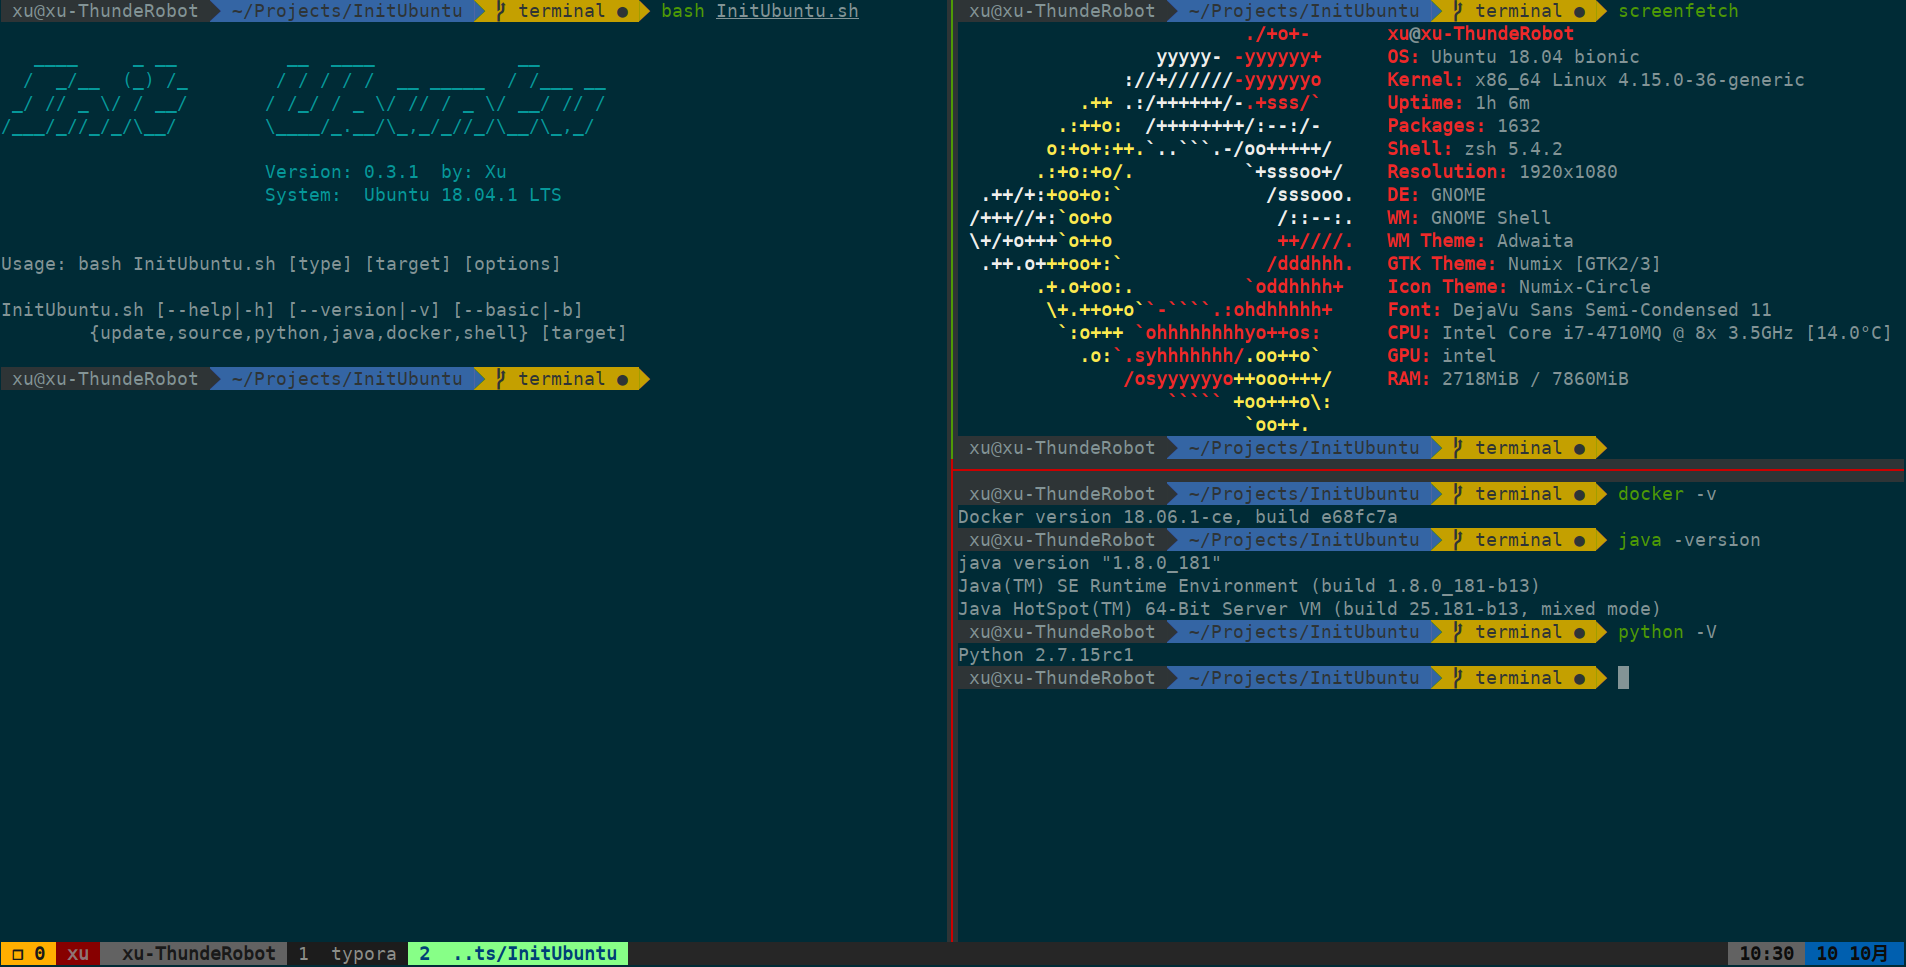 xu@xu-ThundeRobot ~/Projects/InitUbuntu terminal ● bash InitUbuntu.sh
Init Ubuntu
Version: 0.3.1 by: Xu
System: Ubuntu 18.04.1 LTS
Usage: bash InitUbuntu.sh [type] [target] [options]
InitUbuntu.sh [--help|-h] [--version|-v] [--basic|-b]
{update,source,python,java,docker,shell} [target]
xu@xu-ThundeRobot ~/Projects/InitUbuntu terminal ●
xu@xu-ThundeRobot ~/Projects/InitUbuntu terminal ● screenfetch
xu@xu-ThundeRobot
OS: Ubuntu 18.04 bionic
Kernel: x86_64 Linux 4.15.0-36-generic
Uptime: 1h 6m
Packages: 1632
Shell: zsh 5.4.2
Resolution: 1920x1080
DE: GNOME
WM: GNOME Shell
WM Theme: Adwaita
GTK Theme: Numix [GTK2/3]
Icon Theme: Numix-Circle
Font: DejaVu Sans Semi-Condensed 11
CPU: Intel Core i7-4710MQ @ 8x 3.5GHz [14.0°C]
GPU: intel
RAM: 2718MiB / 7860MiB
xu@xu-ThundeRobot ~/Projects/InitUbuntu terminal ●
xu@xu-ThundeRobot ~/Projects/InitUbuntu terminal ● docker -v
Docker version 18.06.1-ce, build e68fc7a
xu@xu-ThundeRobot ~/Projects/InitUbuntu terminal ● java -version
java version "1.8.0_181"
Java(TM) SE Runtime Environment (build 1.8.0_181-b13)
Java HotSpot(TM) 64-Bit Server VM (build 25.181-b13, mixed mode)
xu@xu-ThundeRobot ~/Projects/InitUbuntu terminal ● python -V
Python 2.7.15rc1
xu@xu-ThundeRobot ~/Projects/InitUbuntu terminal ●
❐ 0 xu xu-ThundeRobot 1 typora 2 ..ts/InitUbuntu 10:30 10 10月